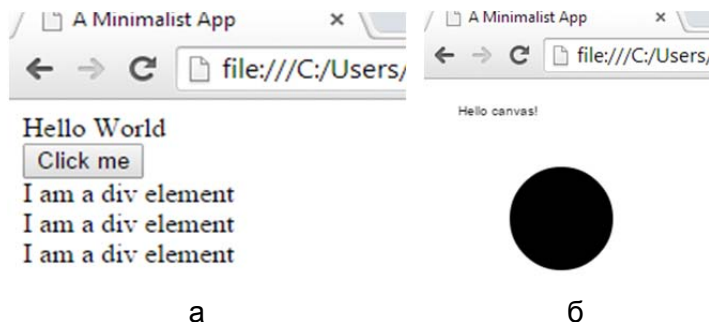 A Minimalist App
file:///C:/Users/
Hello World
Click me
I am a div element
I am a div element
I am a div element
а
A Minimalist App
file:///C:/Users/
Hello canvas!
б